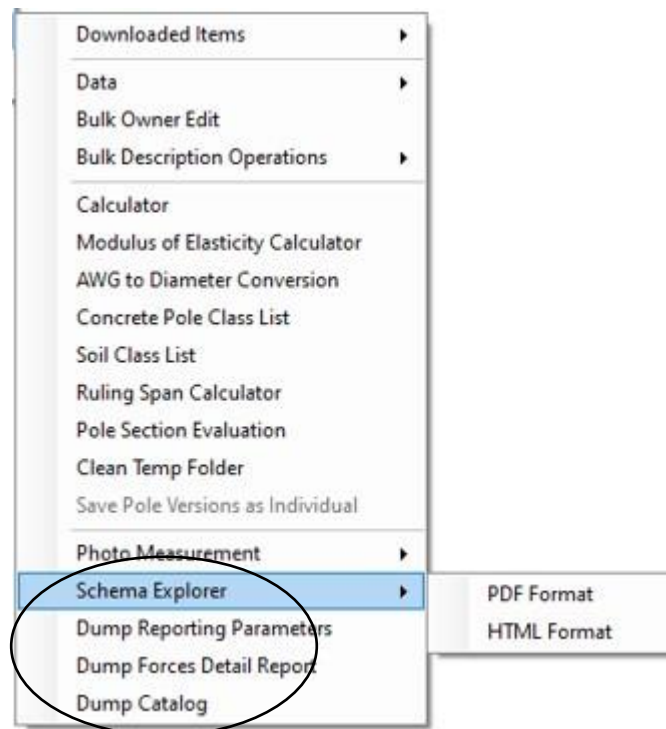 Downloaded Items
Data
Bulk Owner Edit
Bulk Description Operations
Calculator
Modulus of Elasticity Calculator
AWG to Diameter Conversion
Concrete Pole Class List
Soil Class List
Ruling Span Calculator
Pole Section Evaluation
Clean Temp Folder
Save Pole Versions as Individual
Photo Measurement
Schema Explorer
PDF Format
Dump Reporting Parameters
HTML Format
Dump Forces Detail Report
Dump Catalog